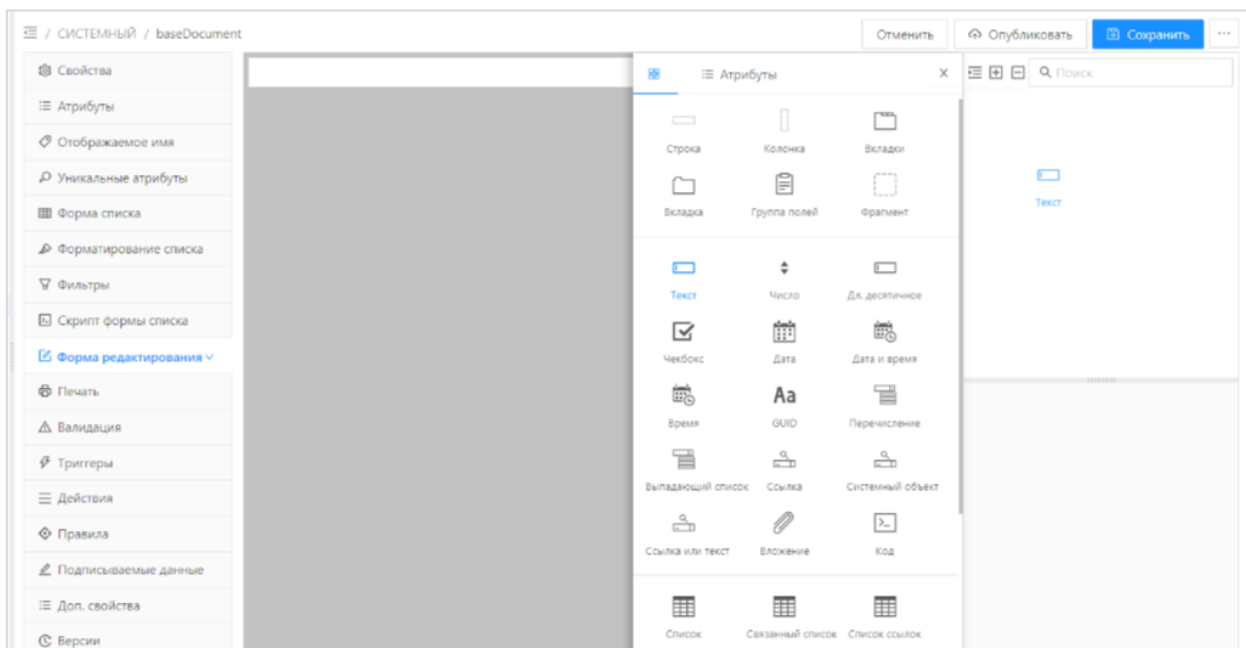 / СИСТЕМНЫЙ / baseDocument
Отменить
Опубликовать
Сохранить
Свойства
Атрибуты
Отображаемое имя
Уникальные атрибуты
Форма списка
Форматирование списка
Фильтры
Скрипт формы списка
Форма редактирования
Печать
Валидация
Триггеры
Действия
Правила
Подписываемые данные
Доп. свойства
Версии
Атрибуты
Строка Колонка Вкладки
Вкладка Группа полей Фрагмент
Текст Число Дл. десятичное
Чекбокс Дата Дата и время
Время GUID Перечисление
Выпадающий список Ссылка Системный объект
Ссылка или текст Вложение Код
Список Связанный список Список ссылок
Поиск
Текст